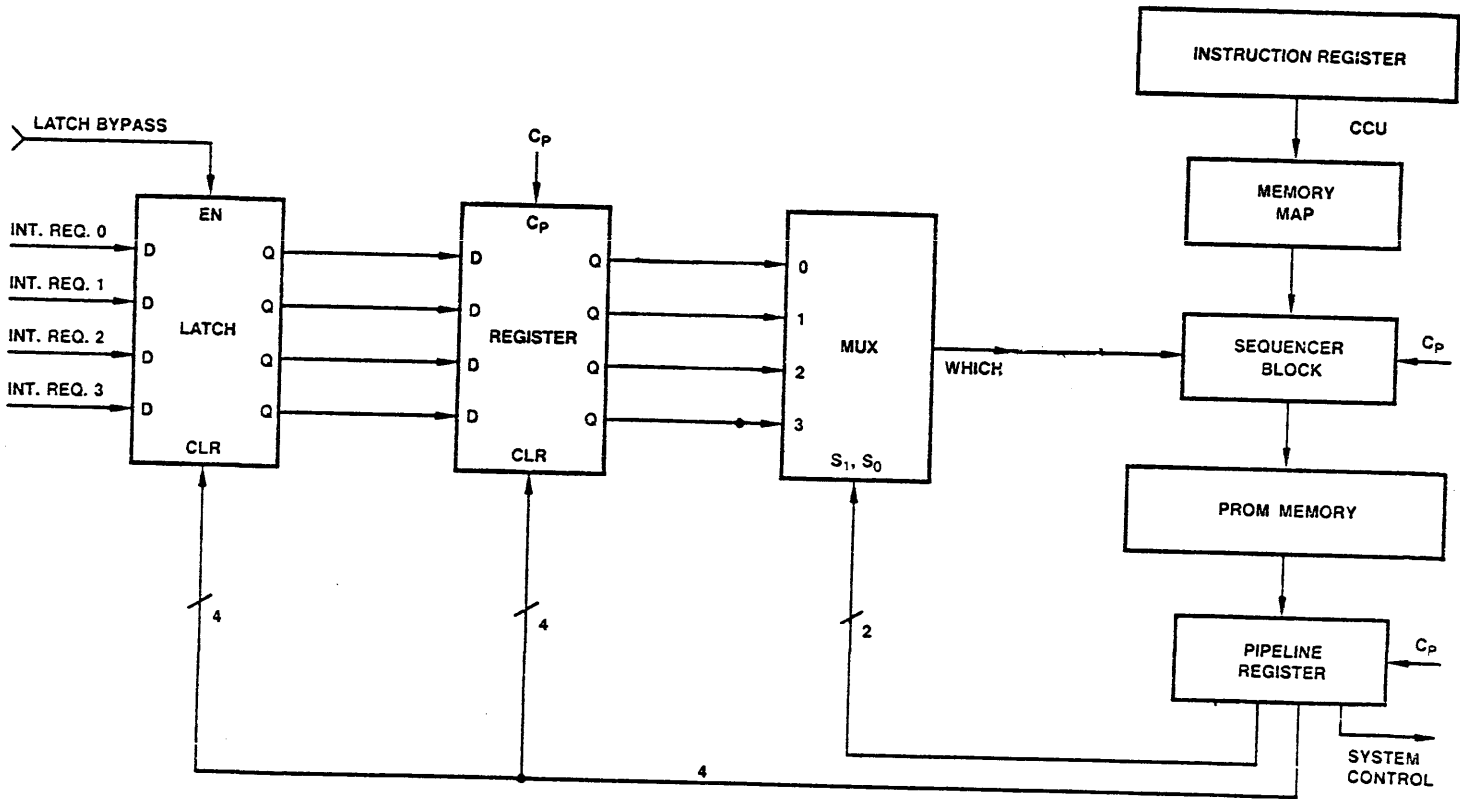 INSTRUCTION REGISTER
CCU
MEMORY
MAP
LATCH BYPASS
CP
EN
CP
INT. REQ. 0
INT. REQ. 1
INT. REQ. 2
INT. REQ. 3
D
D
D
D
LATCH
Q
Q
Q
Q
CLR
D
D
D
D
REGISTER
Q
Q
Q
Q
CLR
0
1
2
3
MUX
S1, S0
WHICH
SEQUENCER
BLOCK
CP
PROM MEMORY
4
4
2
PIPELINE
REGISTER
CP
4
SYSTEM
CONTROL